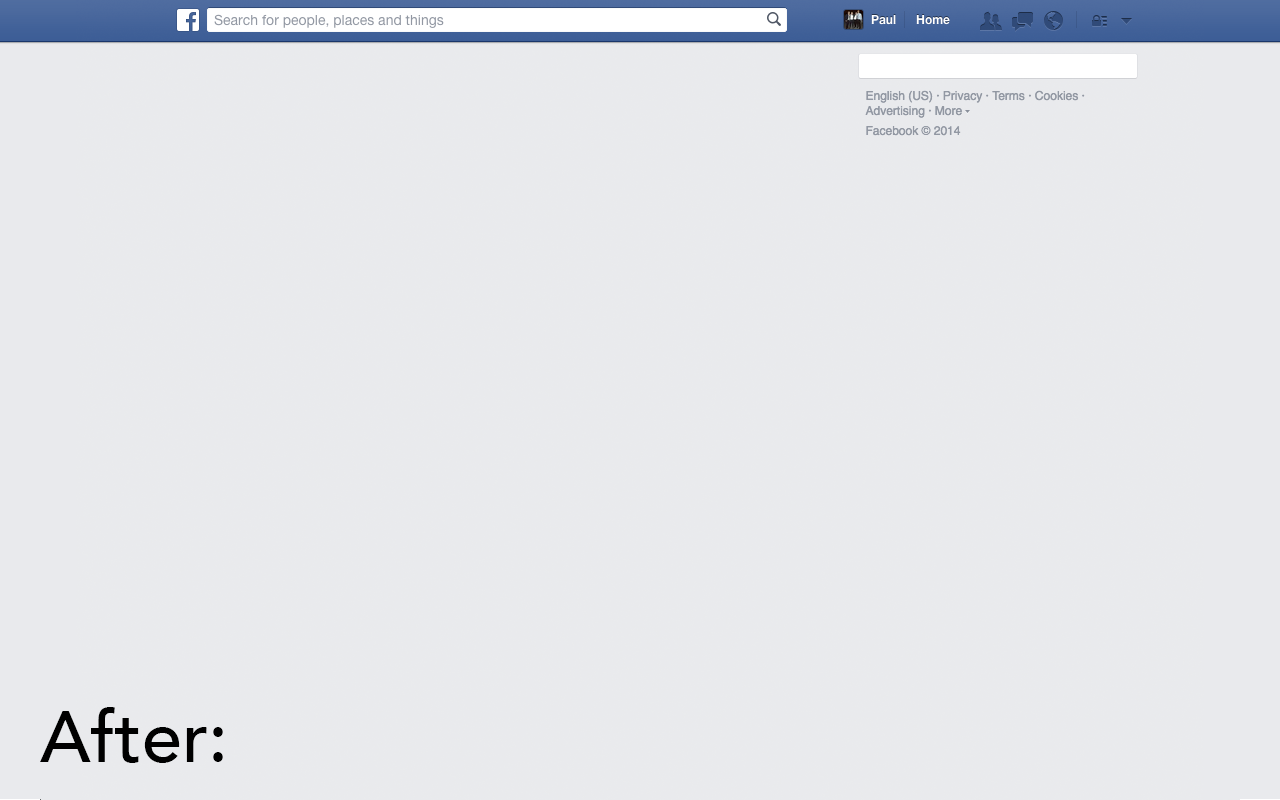 Search for people, places and things
Paul
Home
English (US) · Privacy · Terms · Cookies ·
Advertising · More
Facebook © 2014
After: